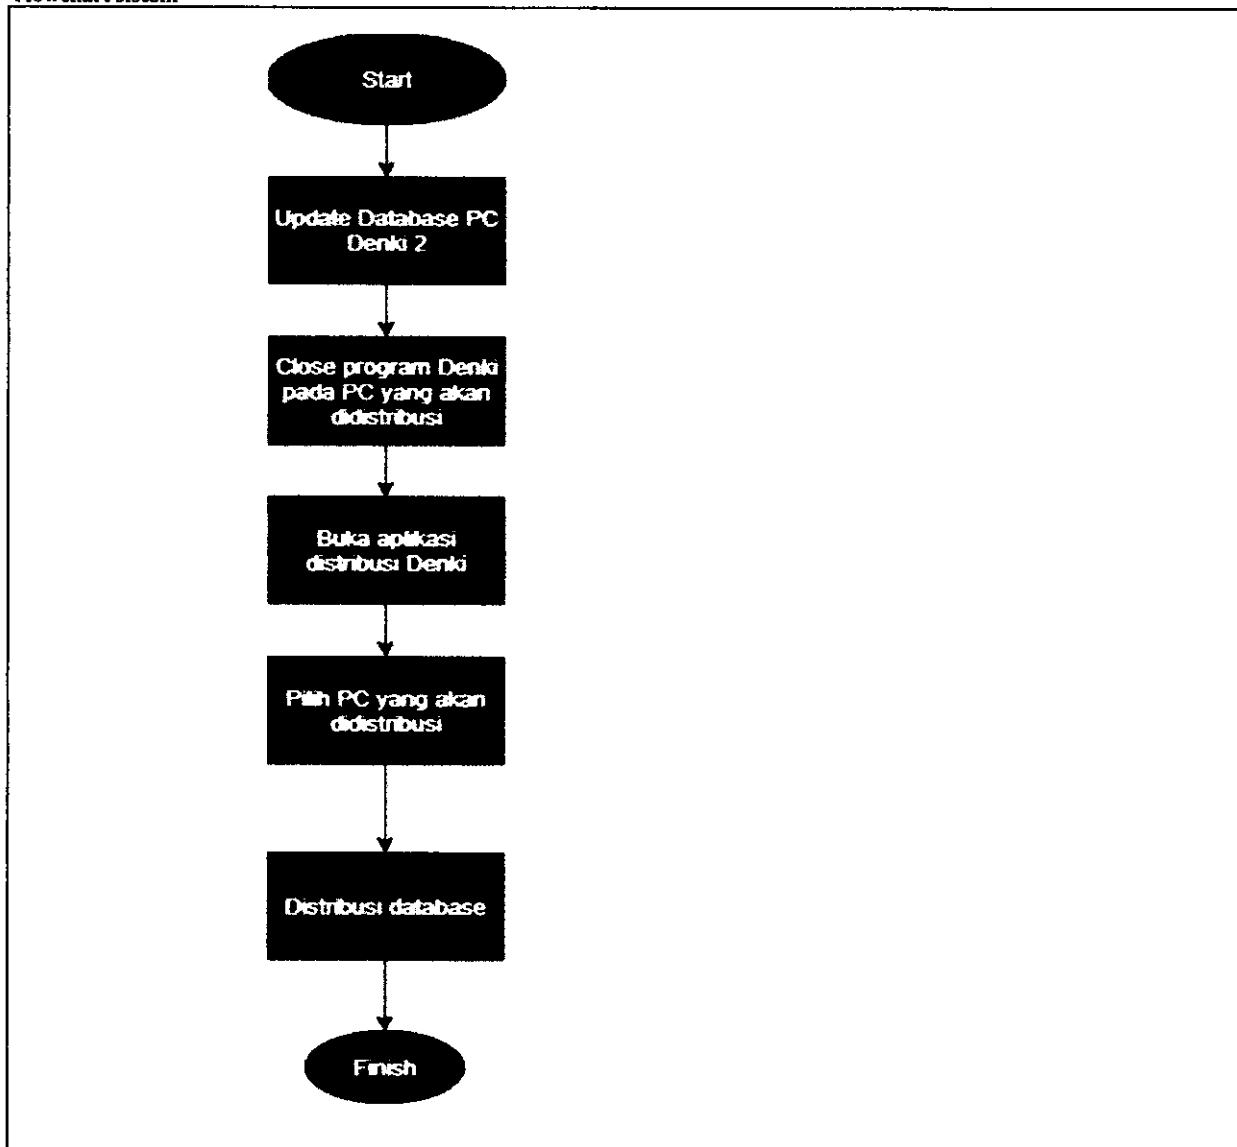 Start
Update Database PC
Denki 2
Close program Denki
pada PC yang akan
didistribusi
Buka aplikasi
distribusi Denki
Pilih PC yang akan
didistribusi
Distribusi database
Finish